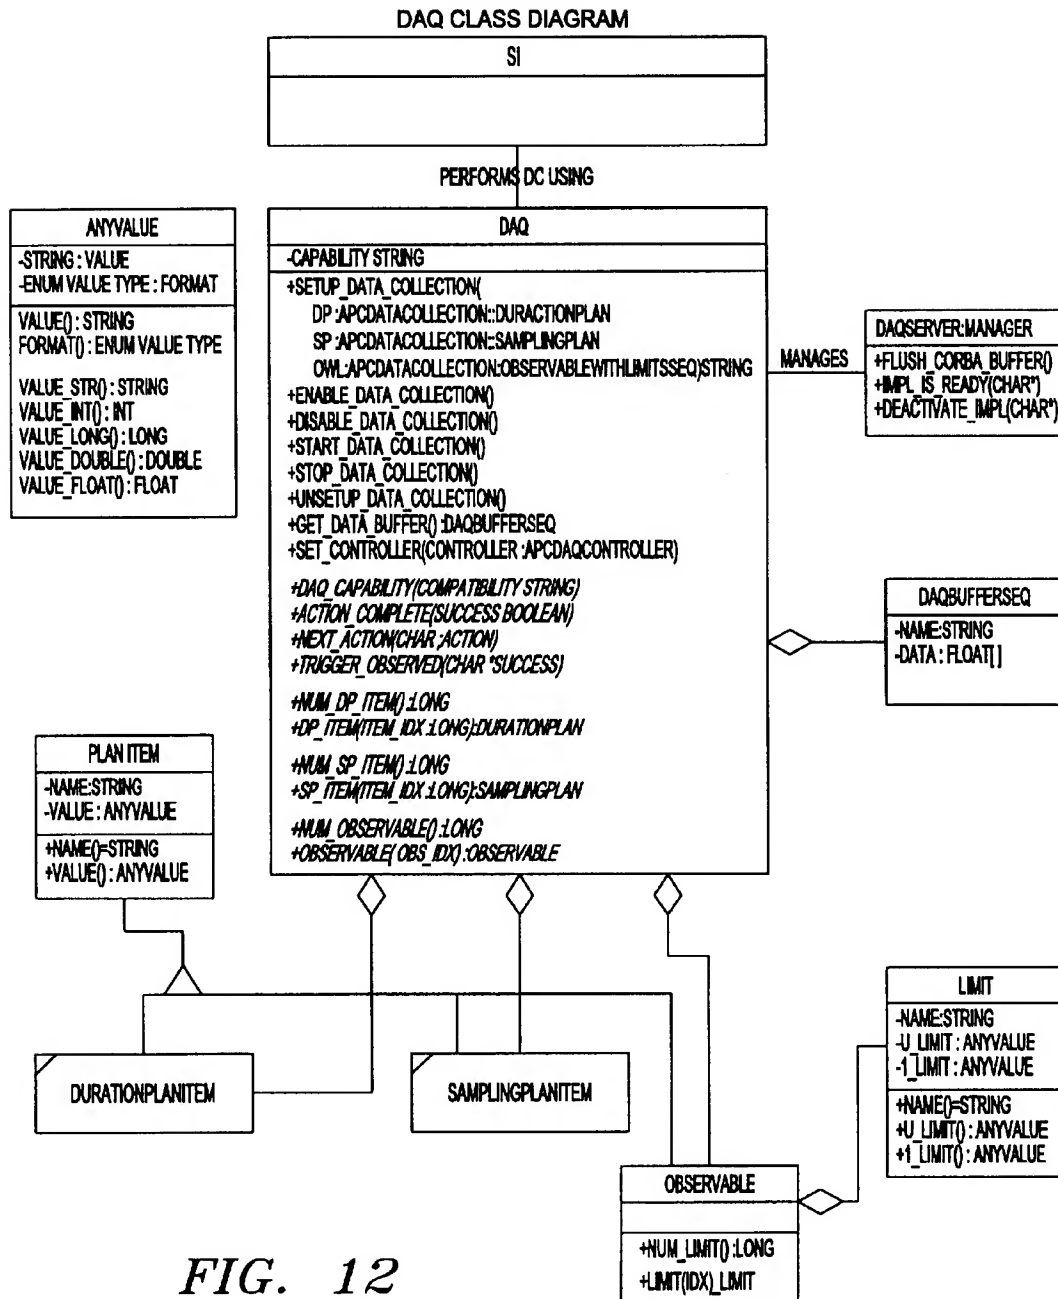 DAQ CLASS DIAGRAM
SI
PERFORMS DC USING
ANYVALUE
-STRING : VALUE
-ENUM VALUE TYPE : FORMAT
VALUE() : STRING
FORMAT() : ENUM VALUE TYPE
VALUE_STR() : STRING
VALUE_INT() : INT
VALUE_LONG() : LONG
VALUE_DOUBLE() : DOUBLE
VALUE_FLOAT() : FLOAT
DAQ
-CAPABILITY STRING
+SETUP_DATA_COLLECTION(
DP :APCDATACOLLECTION::DURACTIONPLAN
SP :APCDATACOLLECTION::SAMPLINGPLAN
OWL:APCDATACOLLECTION:OBSERVABLEWITHLIMITSSEQ)STRING
+ENABLE_DATA_COLLECTION()
+DISABLE_DATA_COLLECTION()
+START_DATA_COLLECTION()
+STOP_DATA_COLLECTION()
+UNSETUP_DATA_COLLECTION()
+GET_DATA_BUFFER() :DAQBUFFERSEQ
+SET_CONTROLLER(CONTROLLER :APCDAQCONTROLLER)
+DAQ_CAPABILITY(COMPATIBILITY STRING)
+ACTION_COMPLETE(SUCCESS BOOLEAN)
+NEXT_ACTION(CHAR ;ACTION)
+TRIGGER_OBSERVED(CHAR *SUCCESS)
+NUM_DP_ITEM() :LONG
+DP_ITEM(ITEM_IDX :LONG):DURATIONPLAN
+NUM_SP_ITEM() :LONG
+SP_ITEM(ITEM_IDX :LONG):SAMPLINGPLAN
+NUM_OBSERVABLE() :LONG
+OBSERVABLE( OBS_IDX) :OBSERVABLE
MANAGES
DAQSERVER:MANAGER
+FLUSH_CORBA_BUFFER()
+IMPL_IS_READY(CHAR*)
+DEACTIVATE_IMPL(CHAR*)
DAQBUFFERSEQ
-NAME:STRING
-DATA : FLOAT[ ]
PLAN ITEM
-NAME:STRING
-VALUE : ANYVALUE
+NAME()=STRING
+VALUE() : ANYVALUE
DURATIONPLANITEM
SAMPLINGPLANITEM
LIMIT
-NAME:STRING
-U_LIMIT : ANYVALUE
-1_LIMIT : ANYVALUE
+NAME()=STRING
+U_LIMIT() : ANYVALUE
+1_LIMIT() : ANYVALUE
OBSERVABLE
+NUM_LIMIT() :LONG
+LIMIT(IDX)_LIMIT
FIG. 12